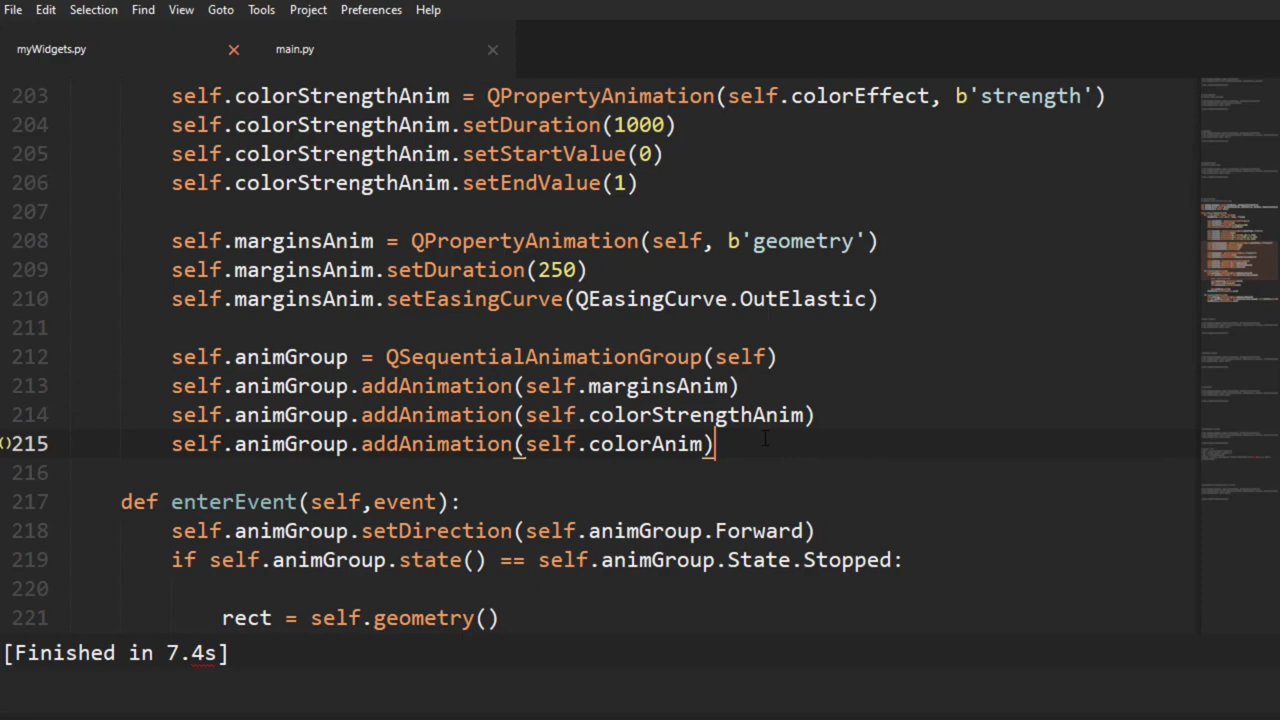 File Edit Selection Find View Goto Tools Project Preferences Help
myWidgets.py × main.py ×
203 self.colorStrengthAnim = QPropertyAnimation(self.colorEffect, b'strength')
204 self.colorStrengthAnim.setDuration(1000)
205 self.colorStrengthAnim.setStartValue(0)
206 self.colorStrengthAnim.setEndValue(1)
207
208 self.marginsAnim = QPropertyAnimation(self, b'geometry')
209 self.marginsAnim.setDuration(250)
210 self.marginsAnim.setEasingCurve(QEasingCurve.OutElastic)
211
212 self.animGroup = QSequentialAnimationGroup(self)
213 self.animGroup.addAnimation(self.marginsAnim)
214 self.animGroup.addAnimation(self.colorStrengthAnim)
()215 self.animGroup.addAnimation(self.colorAnim)
216
217 def enterEvent(self,event):
218 self.animGroup.setDirection(self.animGroup.Forward)
219 if self.animGroup.state() == self.animGroup.State.Stopped:
220
221 rect = self.geometry()
[Finished in 7.4s]